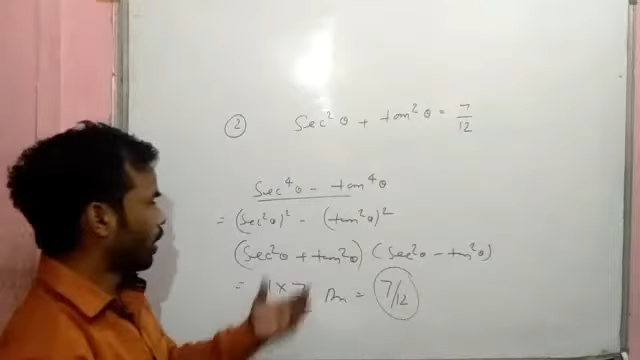 ② Sec²θ + tan²θ = 7/12
Sec⁴θ - tan⁴θ
= (Sec²θ)² - (tan²θ)²
(Sec²θ + tan²θ) (Sec²θ - tan²θ)
= 1 × 7 An = 7/12